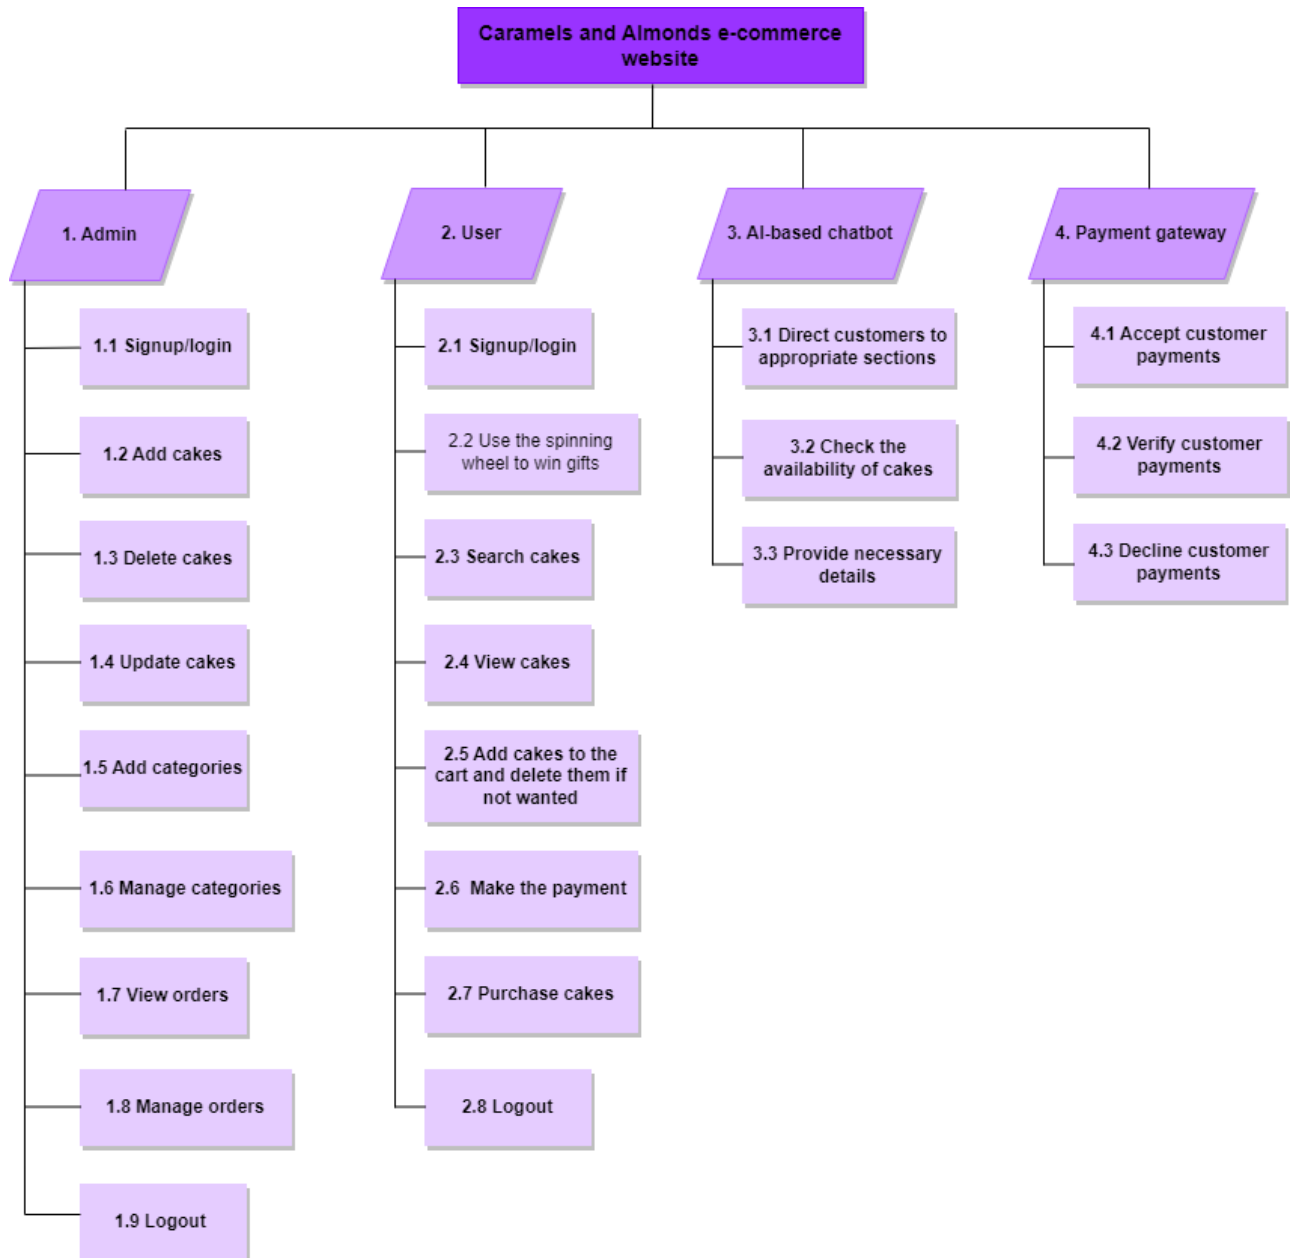 Caramels and Almonds e-commerce
website
1. Admin
2. User
3. AI-based chatbot
4. Payment gateway
1.1 Signup/login
1.2 Add cakes
1.3 Delete cakes
1.4 Update cakes
1.5 Add categories
1.6 Manage categories
1.7 View orders
1.8 Manage orders
1.9 Logout
2.1 Signup/login
2.2 Use the spinning
wheel to win gifts
2.3 Search cakes
2.4 View cakes
2.5 Add cakes to the
cart and delete them if
not wanted
2.6 Make the payment
2.7 Purchase cakes
2.8 Logout
3.1 Direct customers to
appropriate sections
3.2 Check the
availability of cakes
3.3 Provide necessary
details
4.1 Accept customer
payments
4.2 Verify customer
payments
4.3 Decline customer
payments